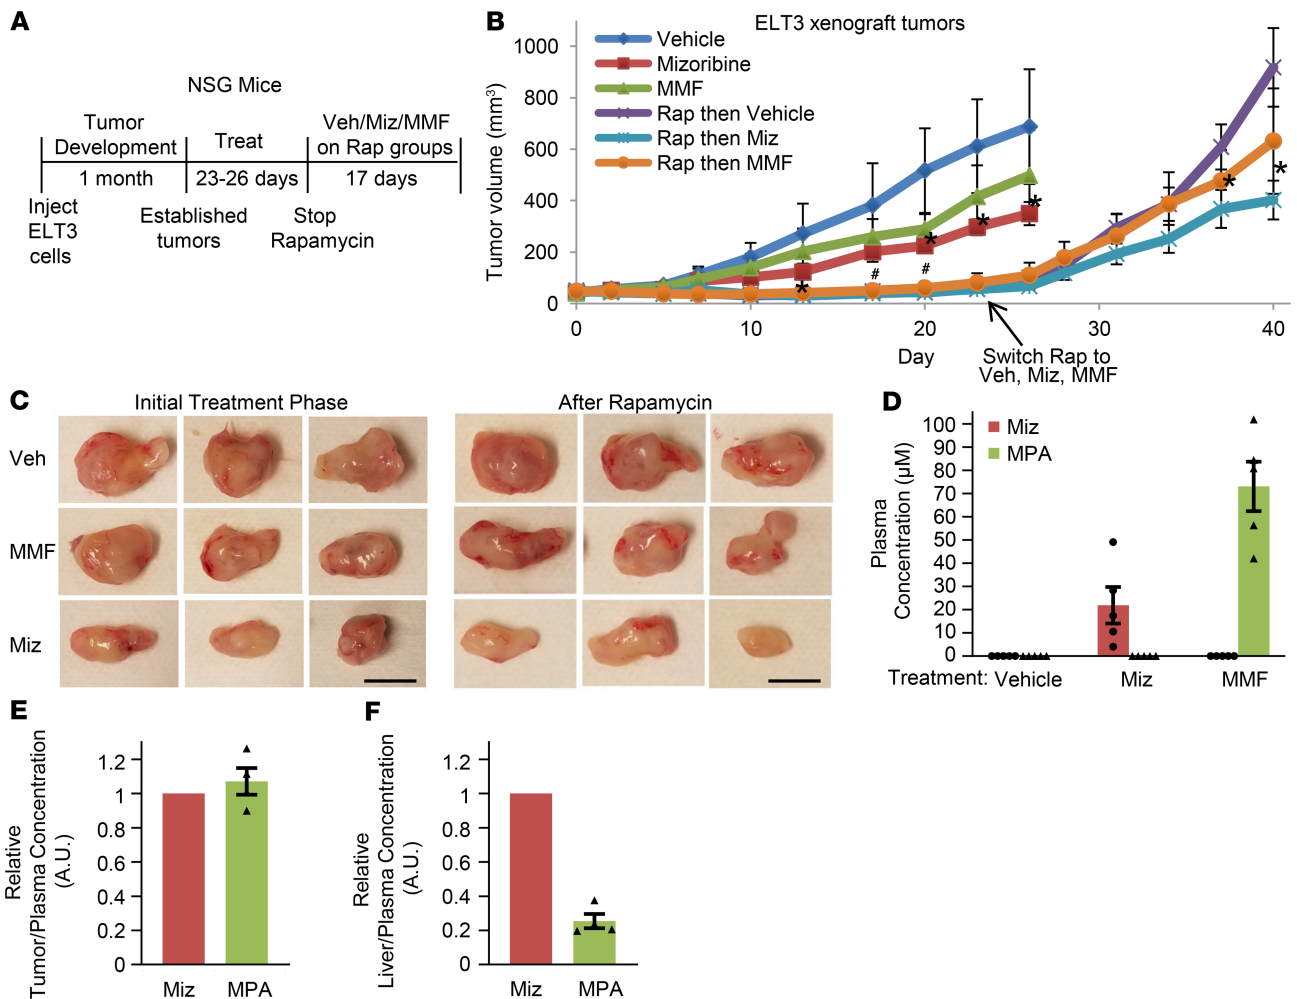 A
NSG Mice
Tumor
Development
Treat
Veh/Miz/MMF
on Rap groups
1 month
23-26 days
17 days
Inject
ELT3
cells
Established
tumors
Stop
Rapamycin
B
ELT3 xenograft tumors
Tumor volume (mm³)
1000
800
600
400
200
0
Vehicle
Mizoribine
MMF
Rap then Vehicle
Rap then Miz
Rap then MMF
*
#
#
*
*
*
*
*
0
10
20
30
40
Day
Switch Rap to
Veh, Miz, MMF
C
Initial Treatment Phase
After Rapamycin
Veh
MMF
Miz
D
Plasma
Concentration (µM)
100
90
80
70
60
50
40
30
20
10
0
Miz
MPA
Treatment: Vehicle
Miz
MMF
E
Relative
Tumor/Plasma Concentration
(A.U.)
1.2
1
0.8
0.6
0.4
0.2
0
Miz
MPA
F
Relative
Liver/Plasma Concentration
(A.U.)
1.2
1
0.8
0.6
0.4
0.2
0
Miz
MPA